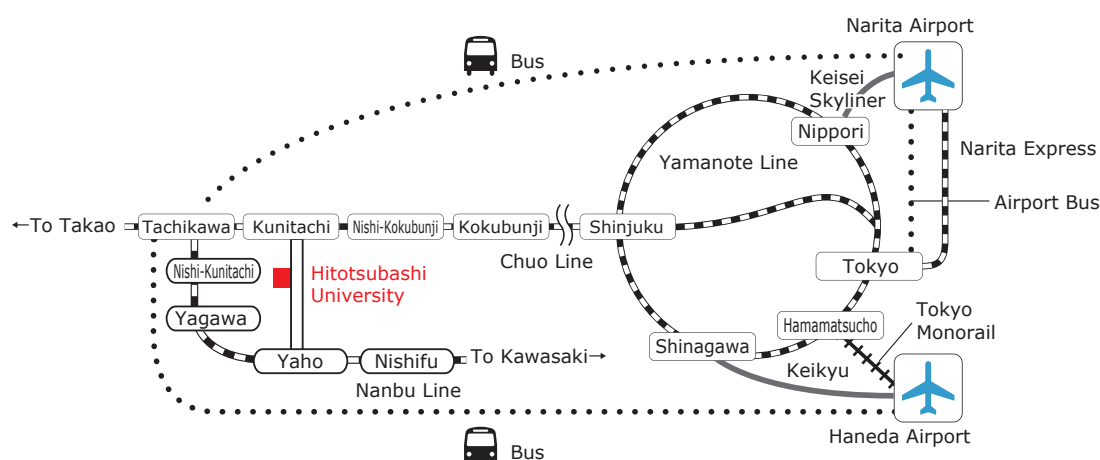 Narita Airport
Bus
Keisei
Skyliner
Nippori
Narita Express
Yamanote Line
Airport Bus
←To Takao
Tachikawa
Kunitachi
Nishi-Kokubunji
Kokubunji
Shinjuku
Chuo Line
Tokyo
Nishi-Kunitachi
Hitotsubashi
University
Yagawa
Tokyo
Monorail
Hamamatsucho
Shinagawa
Yaho
Nishifu
To Kawasaki→
Keikyu
Nanbu Line
Haneda Airport
Bus